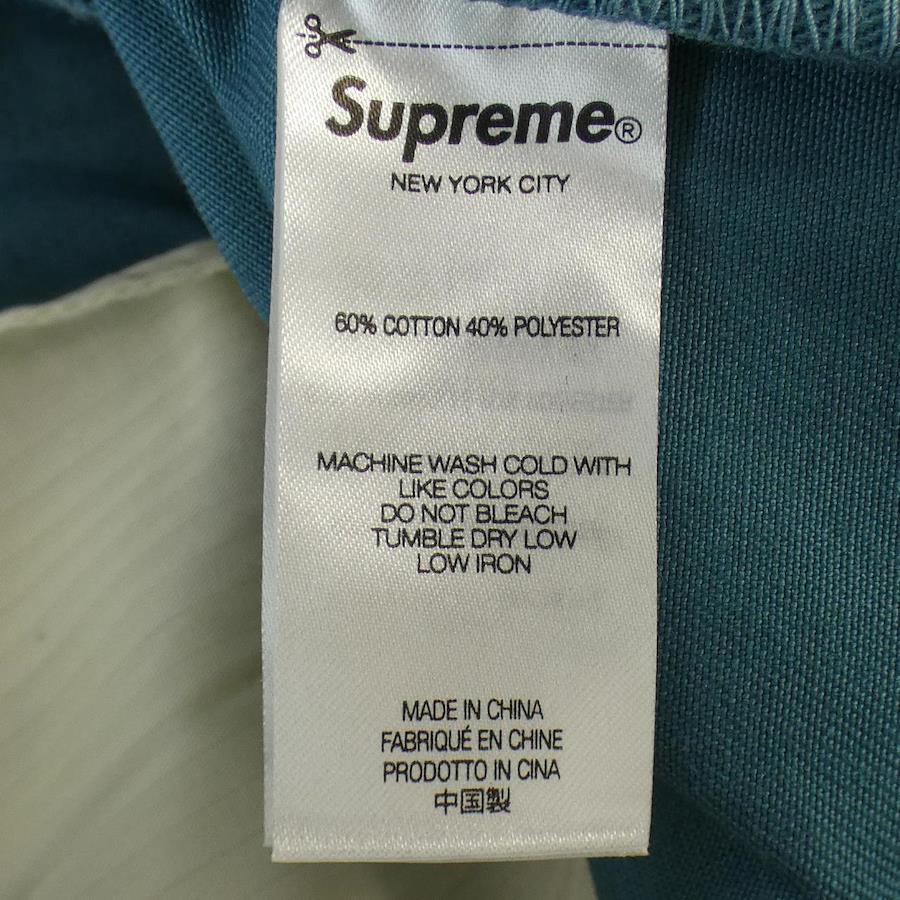 Supreme®
NEW YORK CITY
60% COTTON 40% POLYESTER
MACHINE WASH COLD WITH
LIKE COLORS
DO NOT BLEACH
TUMBLE DRY LOW
LOW IRON
MADE IN CHINA
FABRIQUÉ EN CHINE
PRODOTTO IN CINA
中国製